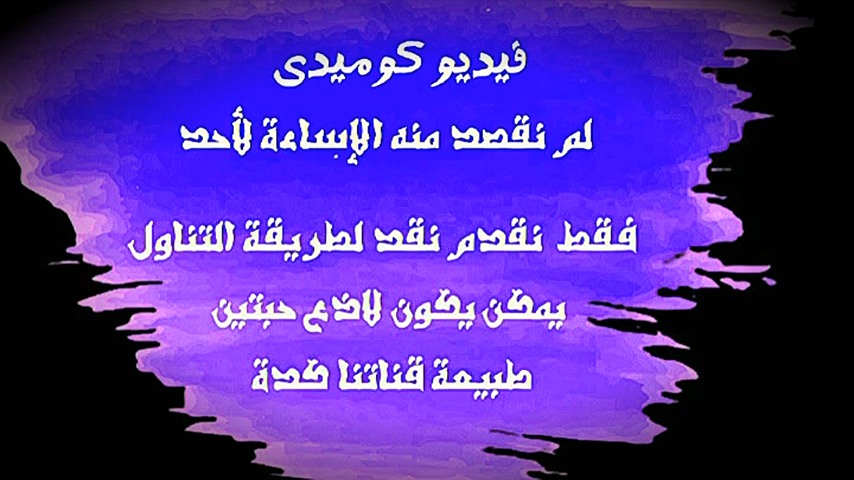 فيديو كوميدى
لم نقصد منه الإساءة لأحد
فقط نقدم نقد لطريقة التناول
يمكن يكون لاذع حبتين
طبيعة قناتنا كدة